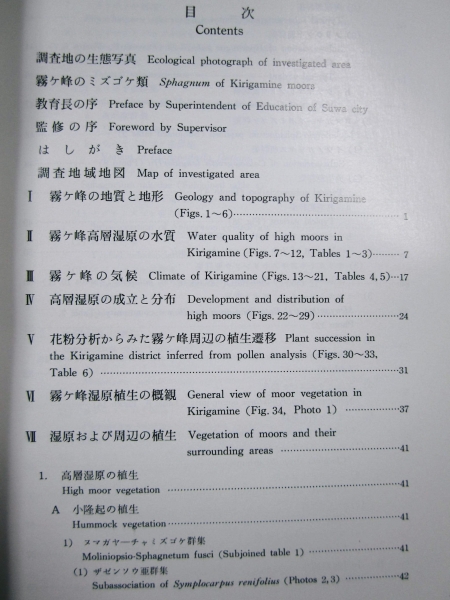 目　次
Contents
調査地の生態写真　Ecological photograph of investigated area
霧ケ峰のミズゴケ類　Sphagnum of Kirigamine moors
教育長の序　Preface by Superintendent of Education of Suwa city
監修の序　Foreword by Supervisor
は　し　が　き　Preface
調査地域地図　Map of investigated area
Ⅰ　霧ケ峰の地質と地形　Geology and topography of Kirigamine
(Figs. 1～6)……………………………………………… 1
Ⅱ　霧ケ峰高層湿原の水質　Water quality of high moors in
Kirigamine (Figs. 7～12, Tables 1～3)……… 7
Ⅲ　霧ケ峰の気候　Climate of Kirigamine (Figs. 13～21, Tables 4, 5)…17
Ⅳ　高層湿原の成立と分布　Development and distribution of
high moors (Figs. 22～29)……………………………24
Ⅴ　花粉分析からみた霧ケ峰周辺の植生遷移　Plant succession in
the Kirigamine district inferred from pollen analysis (Figs. 30～33,
Table 6) ……………………………………………………………31
Ⅵ　霧ケ峰湿原植生の概観　General view of moor vegetation in
Kirigamine (Fig. 34, Photo 1) ……………………37
Ⅶ　湿原および周辺の植生　Vegetation of moors and their
surrounding areas ……………………………………41
1.　高層湿原の植生
High moor vegetation ……………………………………………………41
A　小隆起の植生
Hummock vegetation……………………………………………………41
1)　ヌマガヤーチャミズゴケ群集
Moliniopsio-Sphagnetum fusci (Subjoined table 1) ………………41
(1) ザゼンソウ亜群集
Subassociation of Symplocarpus renifolius (Photos 2, 3) …………42